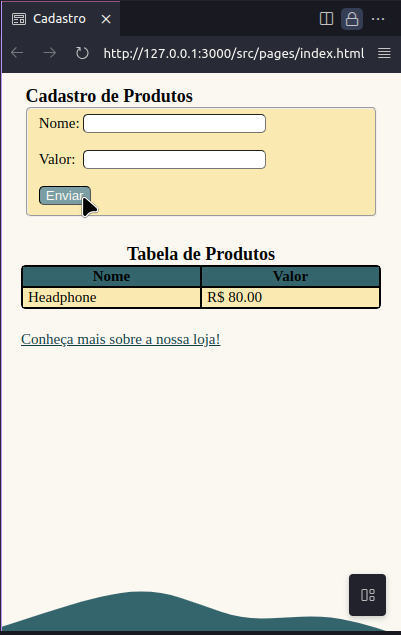 Cadastro
http://127.0.0.1:3000/src/pages/index.html
Cadastro de Produtos
Nome:
Valor:
Enviar
Tabela de Produtos
Nome Valor
Headphone R$ 80.00
Conheça mais sobre a nossa loja!